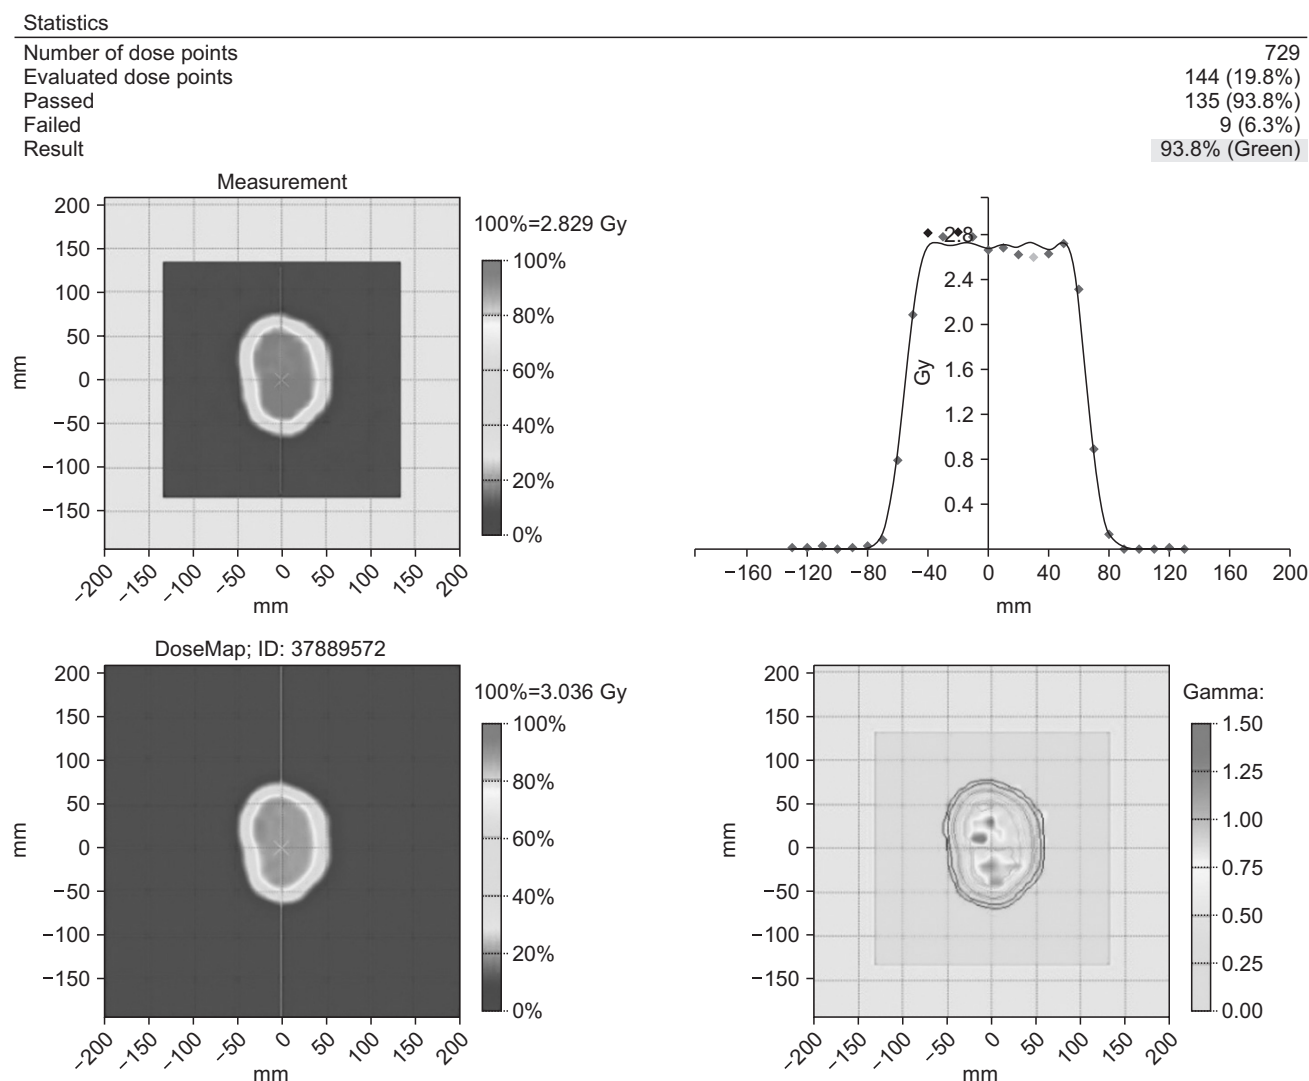 Statistics
Number of dose points 729
Evaluated dose points 144 (19.8%)
Passed 135 (93.8%)
Failed 9 (6.3%)
Result 93.8% (Green)
Measurement
100%=2.829 Gy
200
150
100
50
0
−50
−100
−150
mm
−200 −150 −100 −50 0 50 100 150 200
mm
100%
80%
60%
40%
20%
0%
2.8
2.4
2.0
1.6
1.2
0.8
0.4
Gy
−160 −120 −80 −40 0 40 80 120 160 200
mm
DoseMap; ID: 37889572
100%=3.036 Gy
200
150
100
50
0
−50
−100
−150
mm
−200 −150 −100 −50 0 50 100 150 200
mm
100%
80%
60%
40%
20%
0%
200
150
100
50
0
−50
−100
−150
mm
−200 −150 −100 −50 0 50 100 150 200
mm
Gamma:
1.50
1.25
1.00
0.75
0.50
0.25
0.00